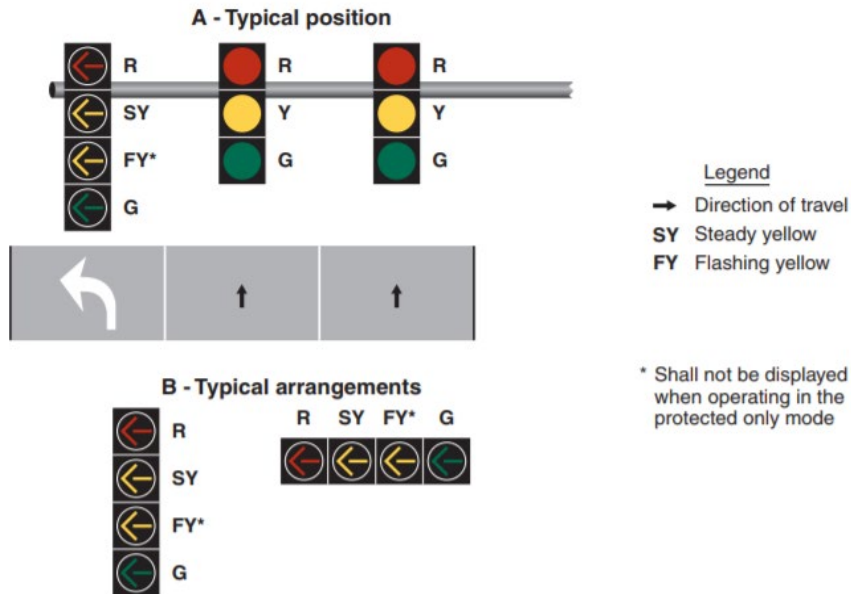 A - Typical position
R R R
SY Y Y
FY* G G
G
Legend
Direction of travel
SY Steady yellow
FY Flashing yellow
* Shall not be displayed
when operating in the
protected only mode
B - Typical arrangements
R
SY
FY*
G
R SY FY* G